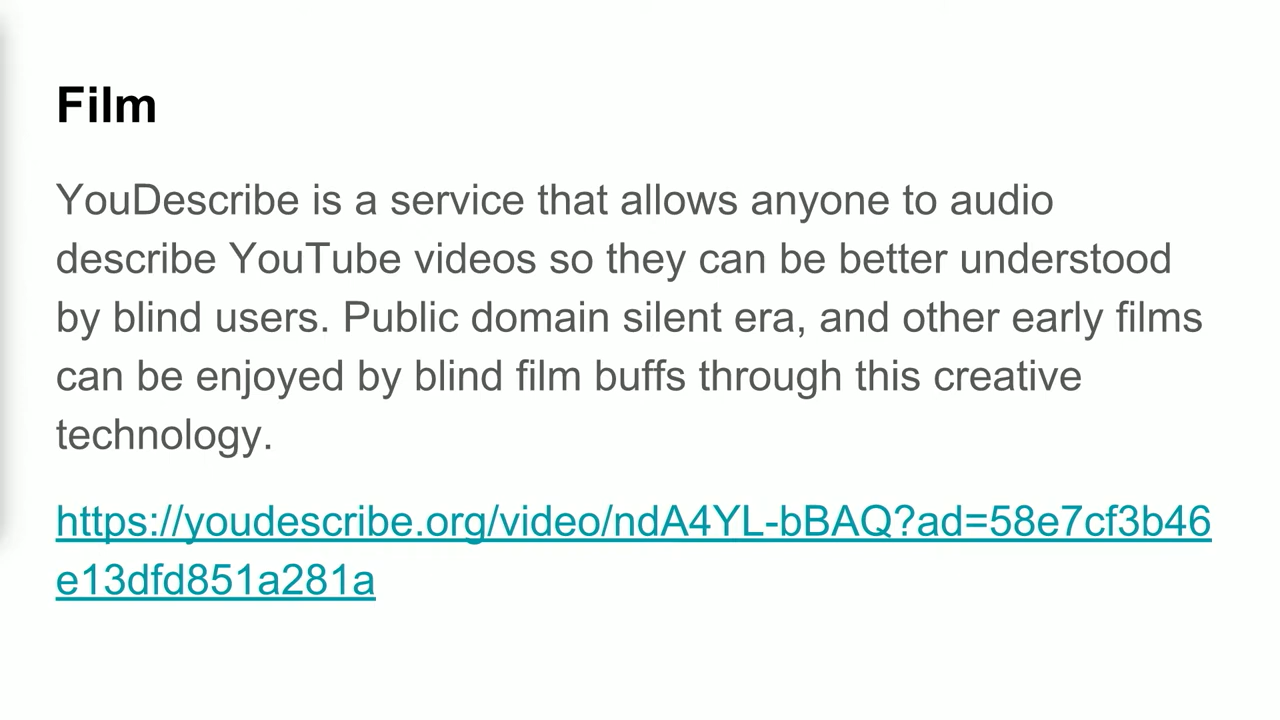 Film
YouDescribe is a service that allows anyone to audio
describe YouTube videos so they can be better understood
by blind users. Public domain silent era, and other early films
can be enjoyed by blind film buffs through this creative
technology.
https://youdescribe.org/video/ndA4YL-bBAQ?ad=58e7cf3b46
e13dfd851a281a